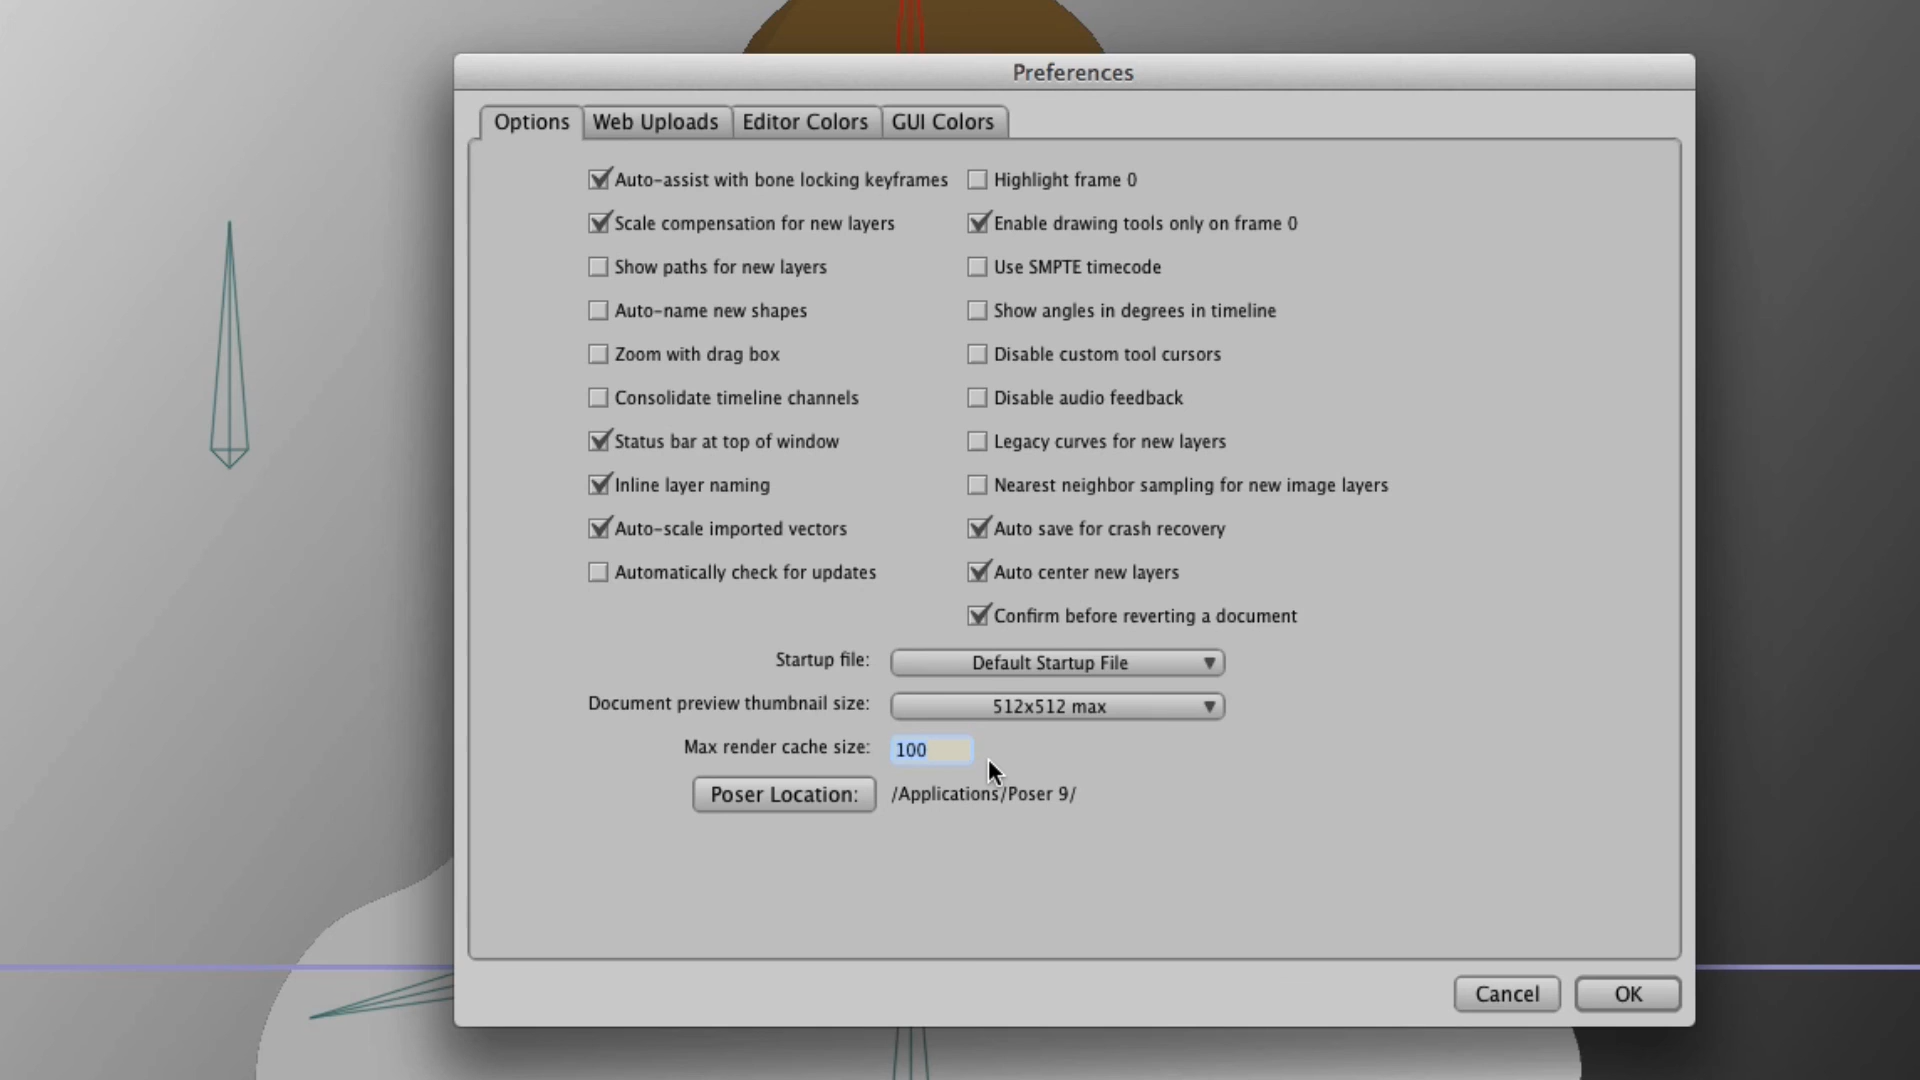 Preferences
Options
Web Uploads
Editor Colors
GUI Colors
Auto-assist with bone locking keyframes
Highlight frame 0
Scale compensation for new layers
Enable drawing tools only on frame 0
Show paths for new layers
Use SMPTE timecode
Auto-name new shapes
Show angles in degrees in timeline
Zoom with drag box
Disable custom tool cursors
Consolidate timeline channels
Disable audio feedback
Status bar at top of window
Legacy curves for new layers
Inline layer naming
Nearest neighbor sampling for new image layers
Auto-scale imported vectors
Auto save for crash recovery
Automatically check for updates
Auto center new layers
Confirm before reverting a document
Startup file:
Default Startup File
Document preview thumbnail size:
512x512 max
Max render cache size:
100
Poser Location:
/Applications/Poser 9/
Cancel
OK